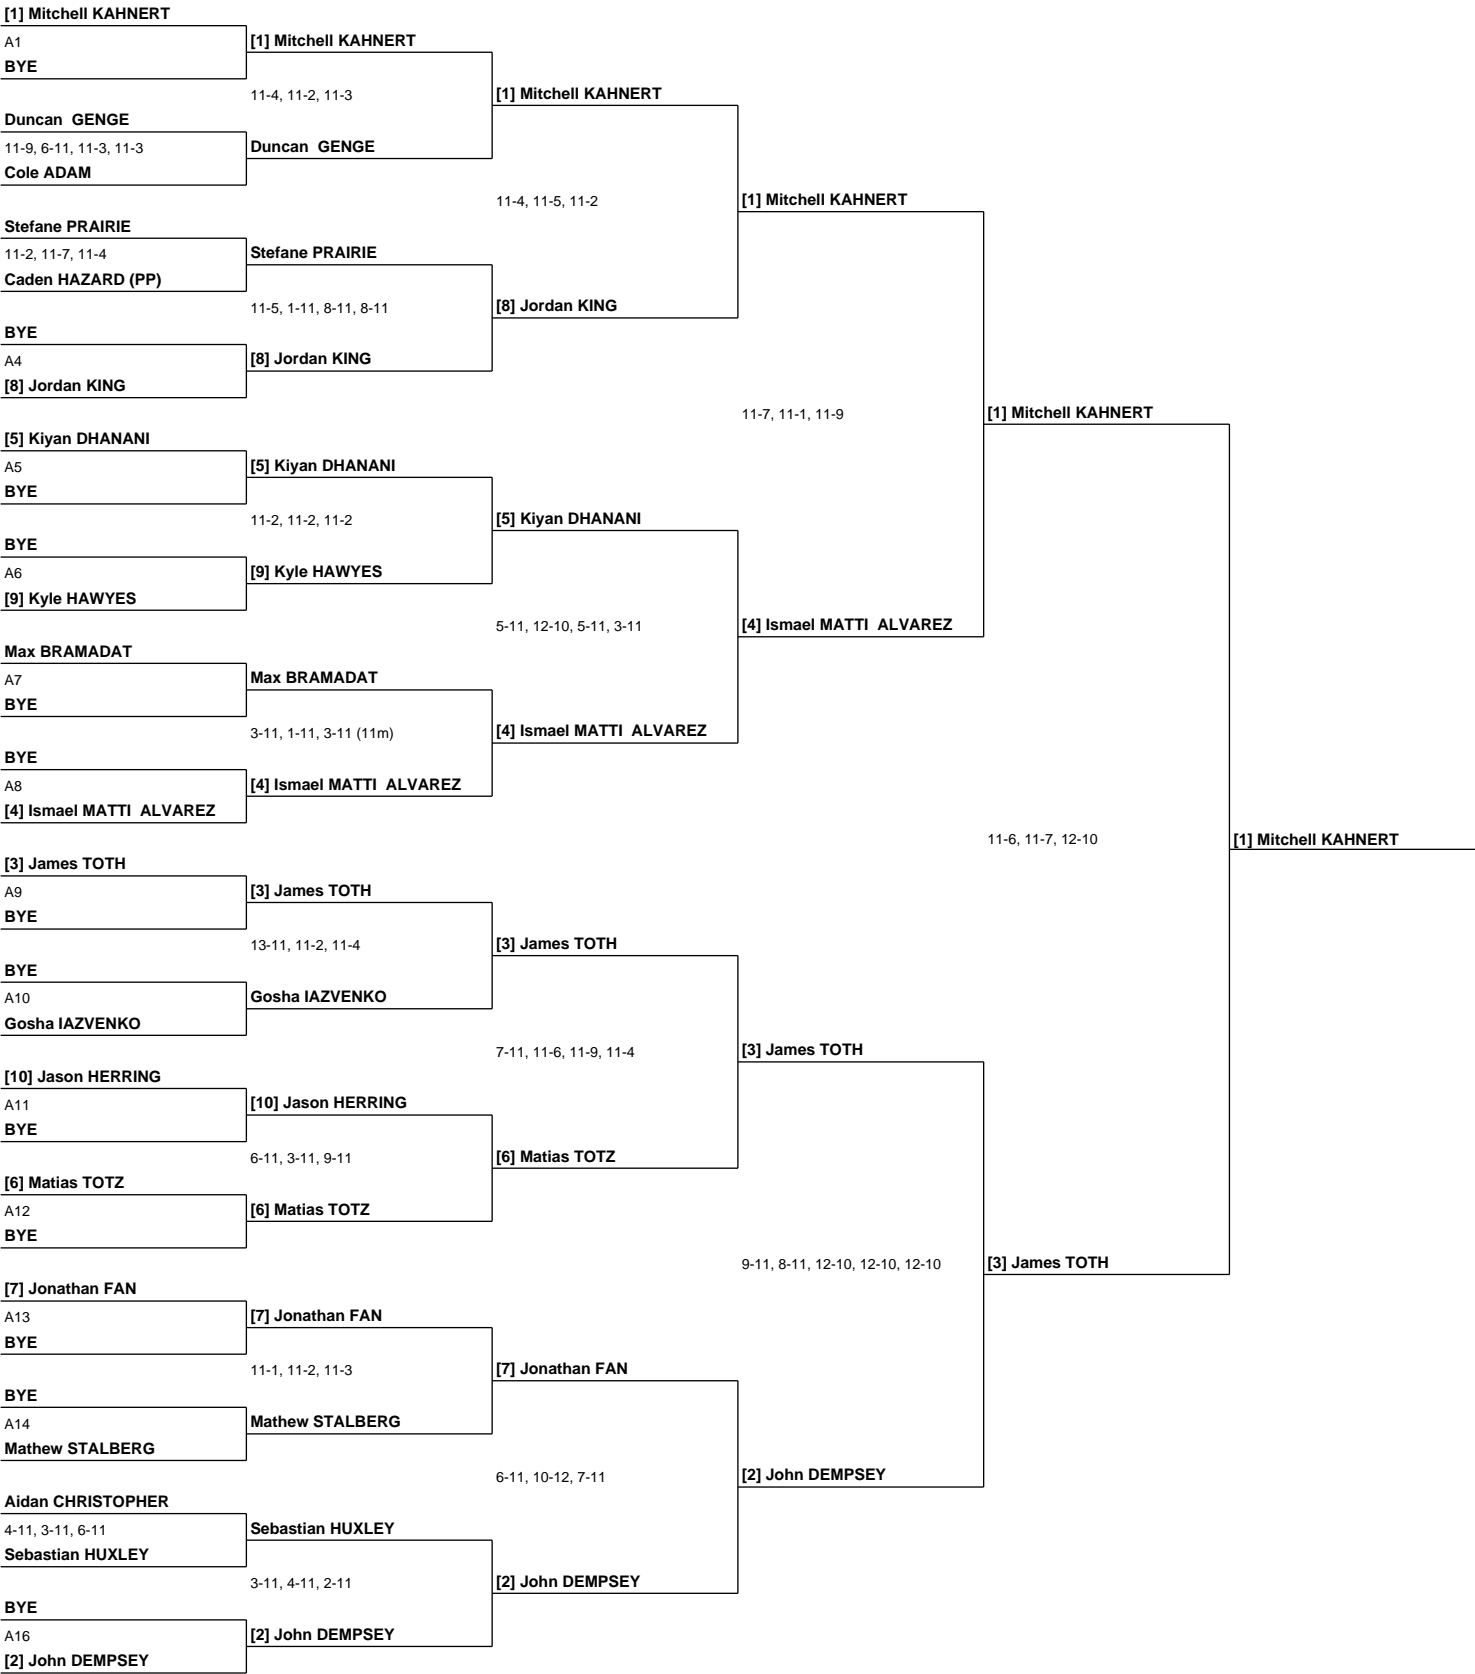 [1] Mitchell KAHNERT
A1
BYE
Duncan  GENGE
11-9, 6-11, 11-3, 11-3
Cole ADAM
Stefane PRAIRIE
11-2, 11-7, 11-4
Caden HAZARD (PP)
BYE
A4
[8] Jordan KING
[5] Kiyan DHANANI
A5
BYE
BYE
A6
[9] Kyle HAWYES
Max BRAMADAT
A7
BYE
BYE
A8
[4] Ismael MATTI  ALVAREZ
[3] James TOTH
A9
BYE
BYE
A10
Gosha IAZVENKO
[10] Jason HERRING
A11
BYE
[6] Matias TOTZ
A12
BYE
[7] Jonathan FAN
A13
BYE
BYE
A14
Mathew STALBERG
Aidan CHRISTOPHER
4-11, 3-11, 6-11
Sebastian HUXLEY
BYE
A16
[2] John DEMPSEY
[1] Mitchell KAHNERT
11-4, 11-2, 11-3
Duncan  GENGE
Stefane PRAIRIE
11-5, 1-11, 8-11, 8-11
[8] Jordan KING
[5] Kiyan DHANANI
11-2, 11-2, 11-2
[9] Kyle HAWYES
Max BRAMADAT
3-11, 1-11, 3-11 (11m)
[4] Ismael MATTI  ALVAREZ
[3] James TOTH
13-11, 11-2, 11-4
Gosha IAZVENKO
[10] Jason HERRING
6-11, 3-11, 9-11
[6] Matias TOTZ
[7] Jonathan FAN
11-1, 11-2, 11-3
Mathew STALBERG
Sebastian HUXLEY
3-11, 4-11, 2-11
[2] John DEMPSEY
[1] Mitchell KAHNERT
11-4, 11-5, 11-2
[8] Jordan KING
[5] Kiyan DHANANI
5-11, 12-10, 5-11, 3-11
[4] Ismael MATTI  ALVAREZ
[3] James TOTH
7-11, 11-6, 11-9, 11-4
[6] Matias TOTZ
[7] Jonathan FAN
6-11, 10-12, 7-11
[2] John DEMPSEY
[1] Mitchell KAHNERT
11-7, 11-1, 11-9
[4] Ismael MATTI  ALVAREZ
[3] James TOTH
9-11, 8-11, 12-10, 12-10, 12-10
[2] John DEMPSEY
[1] Mitchell KAHNERT
11-6, 11-7, 12-10
[3] James TOTH
[1] Mitchell KAHNERT